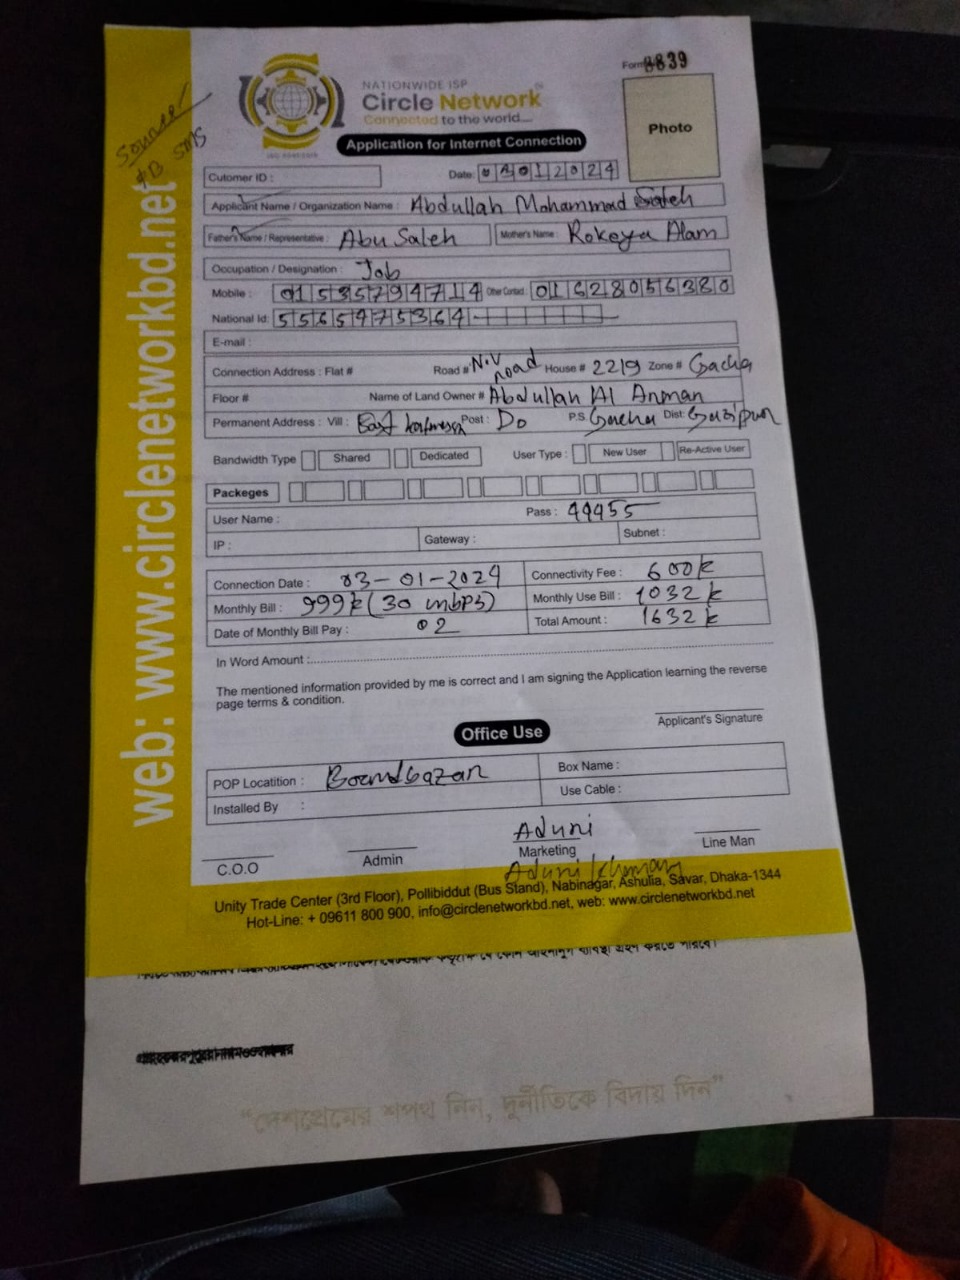 Source/
FB SMS
web: www.circlenetworkbd.net
NATIONWIDE ISP
Circle Network
Connected to the world....
Form 8839
Photo
Application for Internet Connection
Cutomer ID :
Date: 012024
Applicant Name / Organization Name : Abdullah Mohammad Saleh
Father's Name / Representative : Abu Saleh Mother's Name : Rokeya Alam
Occupation / Designation : Job
Mobile : 01535794714 Other Contact : 01628056380
National Id: 5565975364
E-mail :
Connection Address : Flat # Road # N.V road House # 2219 Zone # Gacha
Floor # Name of Land Owner # Abdullah Al Anman
Permanent Address : Vill : East Post : Do P.S Gacha Dist: Gazipur
Bandwidth Type Shared Dedicated User Type : New User Re-Active User
Packeges
User Name : Pass : 49455
IP : Gateway : Subnet :
Connection Date : 03-01-2024 Connectivity Fee : 600k
Monthly Bill : 999k (30 mbps) Monthly Use Bill : 1032k
Date of Monthly Bill Pay : 02 Total Amount : 1632k
In Word Amount :
The mentioned information provided by me is correct and I am signing the Application learning the reverse
page terms & condition.
Applicant's Signature
Office Use
POP Locatition : Boardbazar Box Name :
Installed By : Use Cable :
Aduni
C.O.O Admin Marketing Line Man
Aduni
Unity Trade Center (3rd Floor), Pollibiddut (Bus Stand), Nabinagar, Ashulia, Savar, Dhaka-1344
Hot-Line: + 09611 800 900, info@circlenetworkbd.net, web: www.circlenetworkbd.net
"দেশপ্রেমের শপথ নিন, দুর্নীতিকে বিদায় দিন"